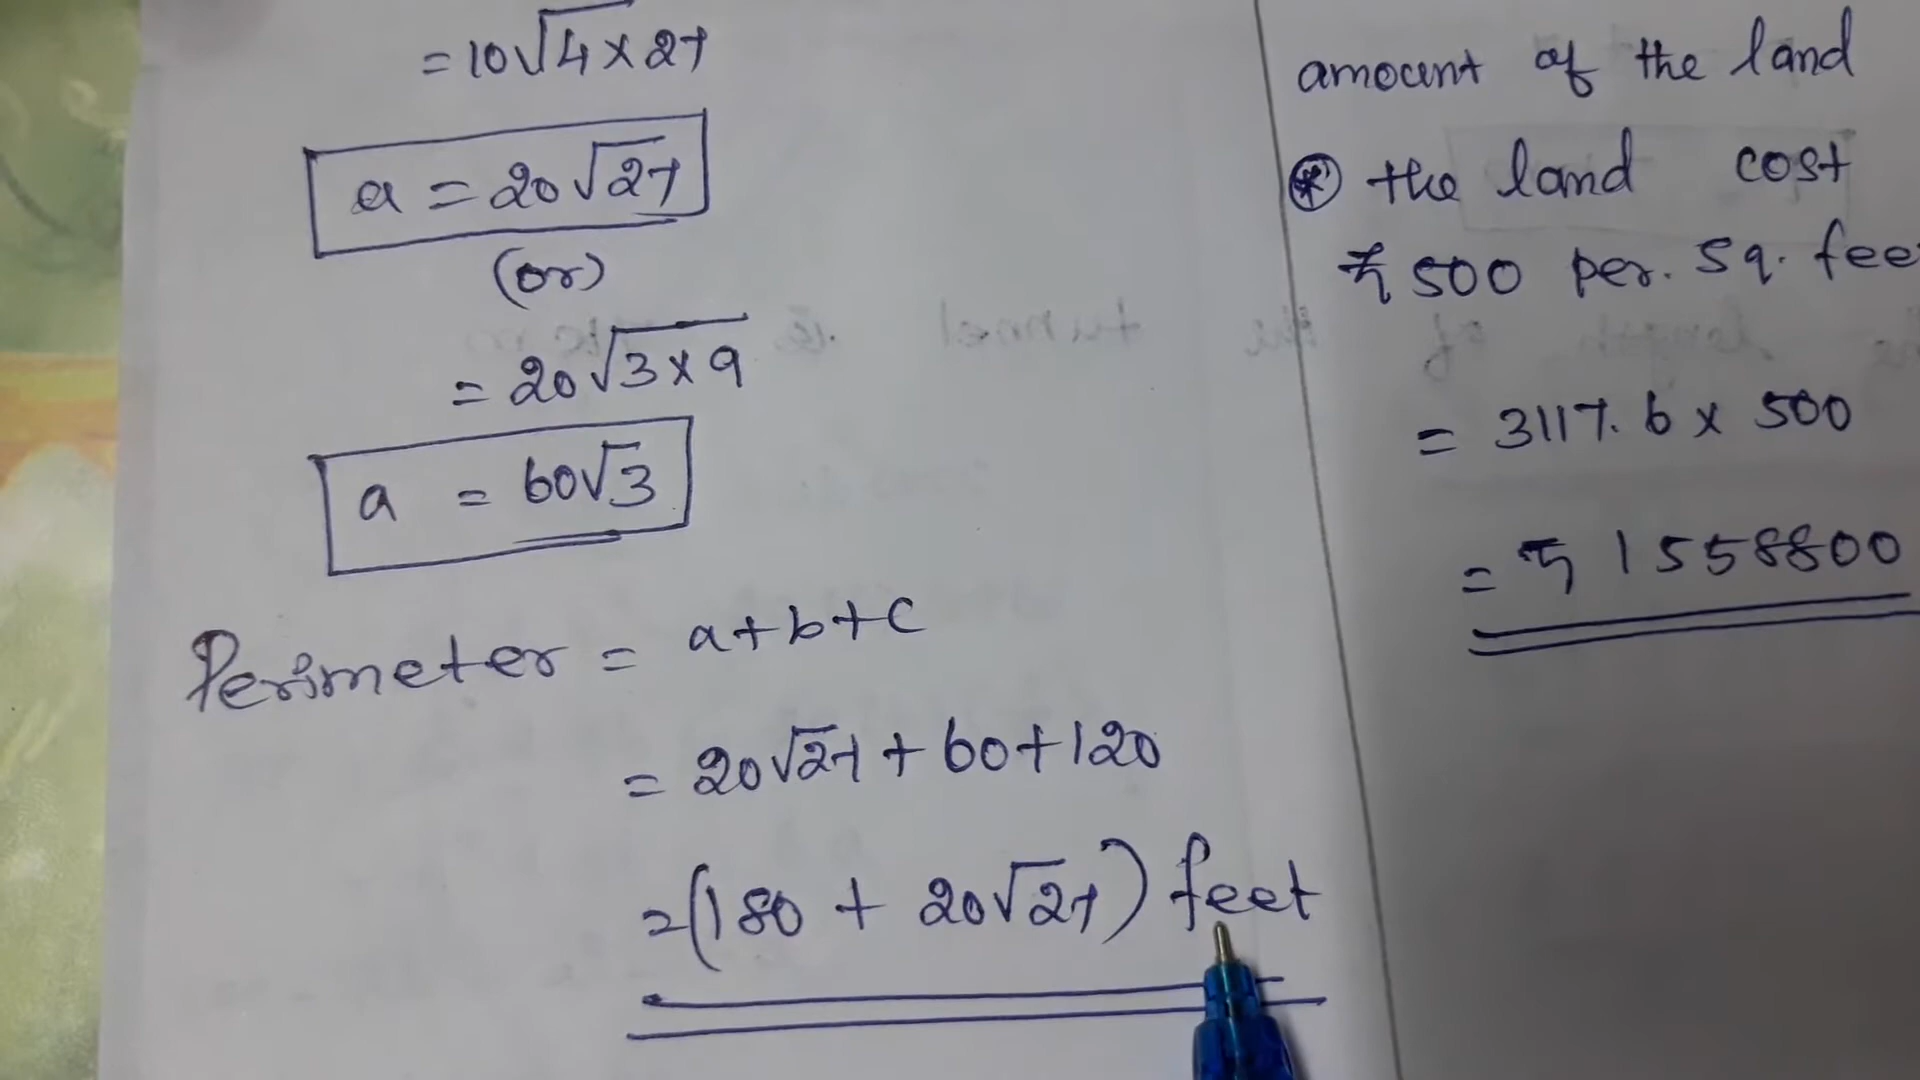 = 10√4×27
a = 20√27
(or)
= 20√3×9
a = 60√3
Perimeter = a+b+c
= 20√27 + 60+120
= (180 + 20√27) feet
amount of the land
* the land cost
₹ 500 per. sq. fee
= 3117.6 × 500
= ₹ 1558800